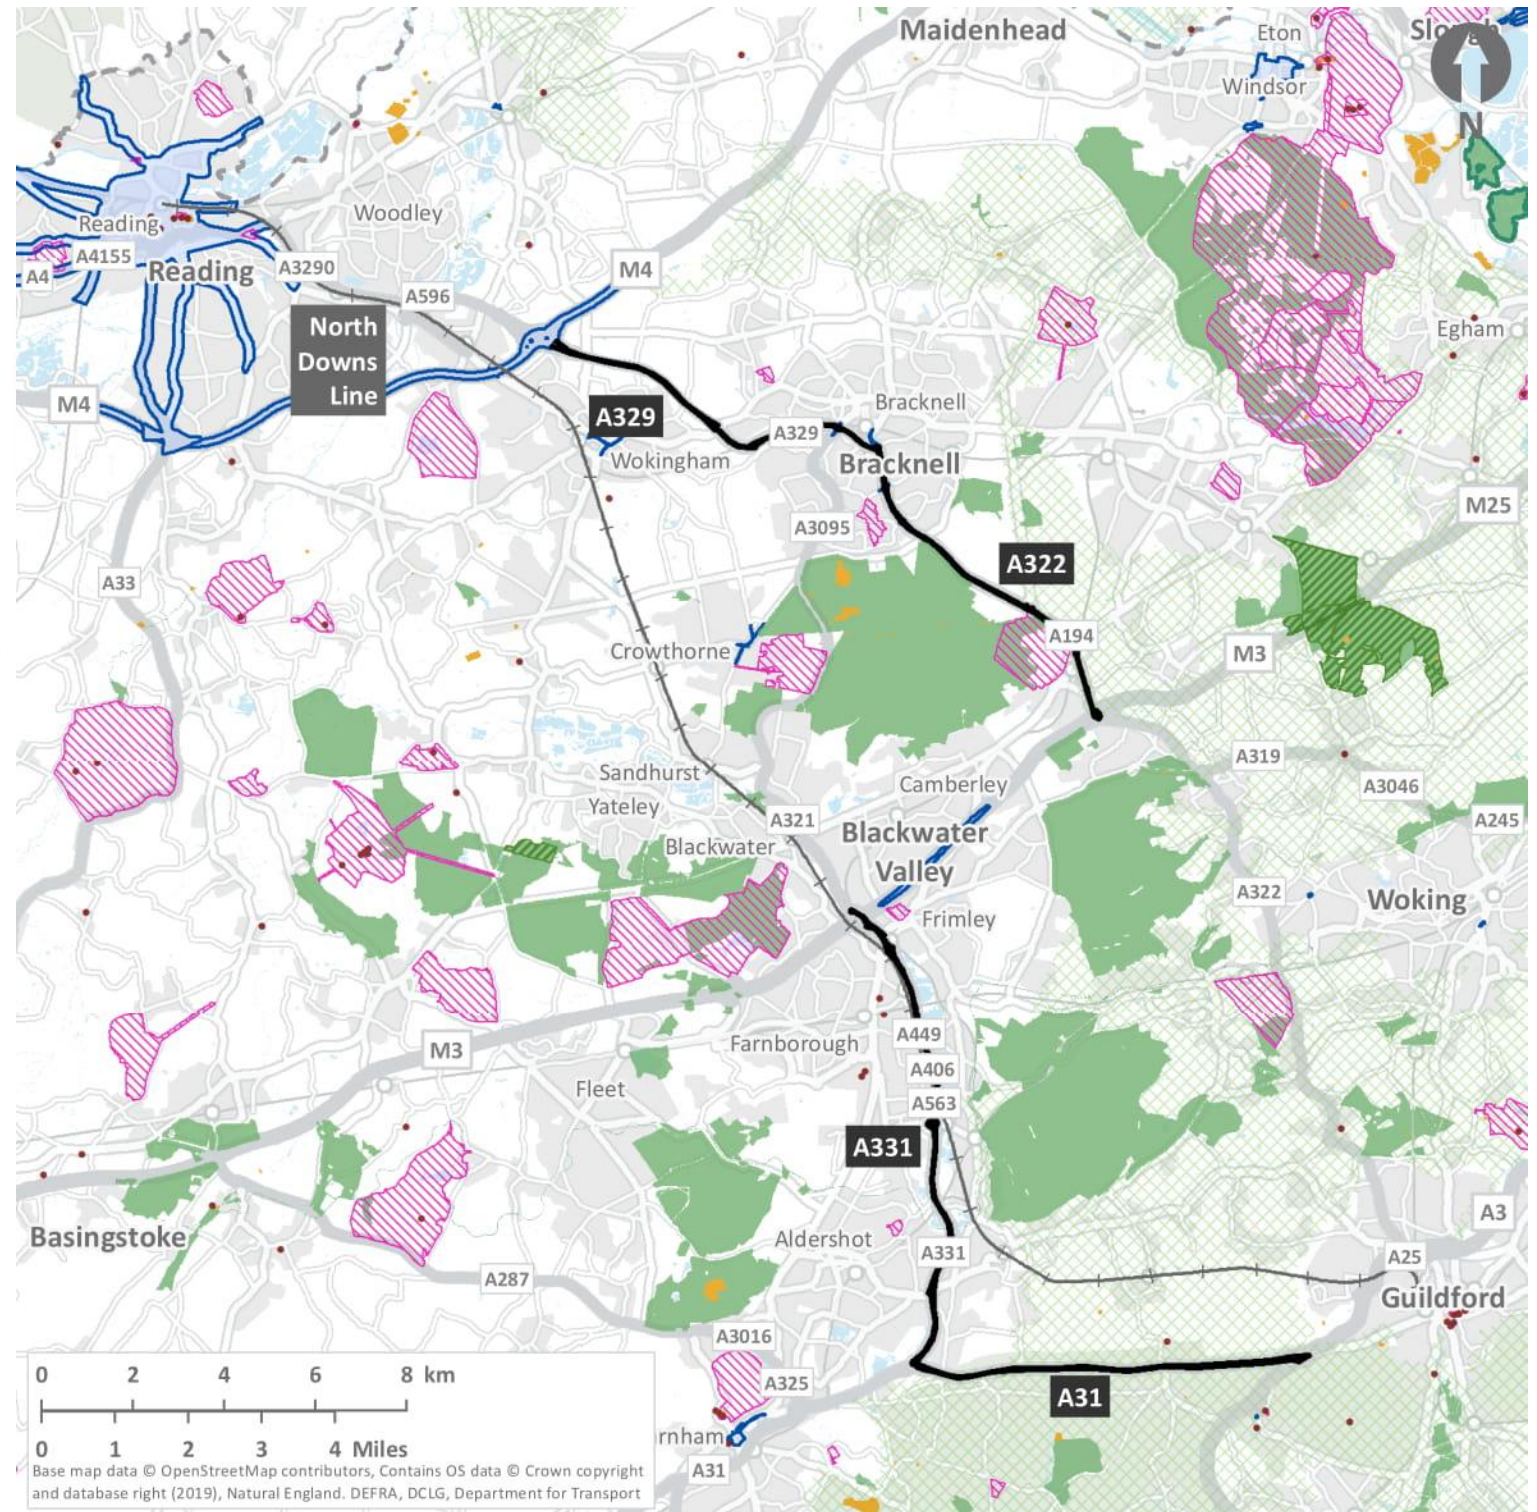 Maidenhead
Eton
Slough
Windsor
N
Woodley
Reading
A4155
A4
Reading
A3290
M4
A596
North
Downs
Line
Egham
M4
A329
Bracknell
A329
Wokingham
Bracknell
M25
A3095
A322
A33
A194
Crowthorne
M3
A319
Sandhurst
Camberley
A3046
Yateley
A321
A245
Blackwater
Blackwater
Valley
A322
Woking
Frimley
A449
M3
Farnborough
A406
Fleet
A563
A331
A3
Basingstoke
Aldershot
A331
A25
A287
Guildford
A3016
0 2 4 6 8 km
A325
A31
0 1 2 3 4 Miles
rnham
A31
Base map data © OpenStreetMap contributors, Contains OS data © Crown copyright
and database right (2019), Natural England. DEFRA, DCLG, Department for Transport